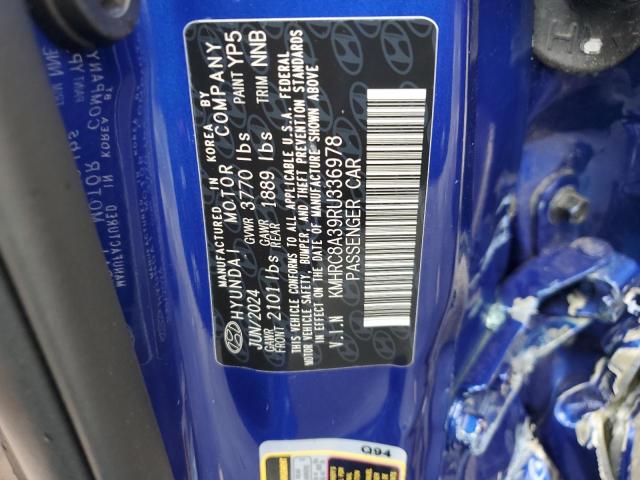 MANUFACTURED IN KOREA BY
HYUNDAI MOTOR COMPANY
JUN/2024 GVWR 3770 lbs PAINT YP5
GAWR FRONT 2101 lbs GAWR REAR 1889 lbs TRIM NNB
THIS VEHICLE CONFORMS TO ALL APPLICABLE U.S.A. FEDERAL
MOTOR VEHICLE SAFETY, BUMPER, AND THEFT PREVENTION STANDARDS
IN EFFECT ON THE DATE OF MANUFACTURE SHOWN ABOVE
V.I.N KMHRC8A39RU336978
PASSENGER CAR
Q94